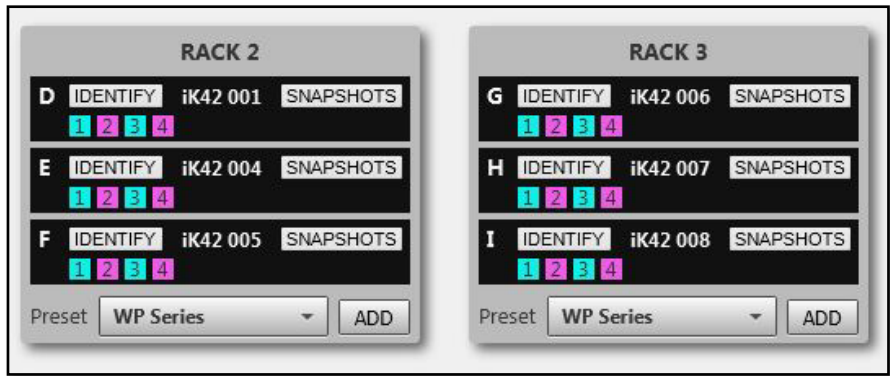 RACK 2
D IDENTIFY iK42 001 SNAPSHOTS
1 2 3 4
E IDENTIFY iK42 004 SNAPSHOTS
1 2 3 4
F IDENTIFY iK42 005 SNAPSHOTS
1 2 3 4
Preset WP Series ADD
RACK 3
G IDENTIFY iK42 006 SNAPSHOTS
1 2 3 4
H IDENTIFY iK42 007 SNAPSHOTS
1 2 3 4
I IDENTIFY iK42 008 SNAPSHOTS
1 2 3 4
Preset WP Series ADD